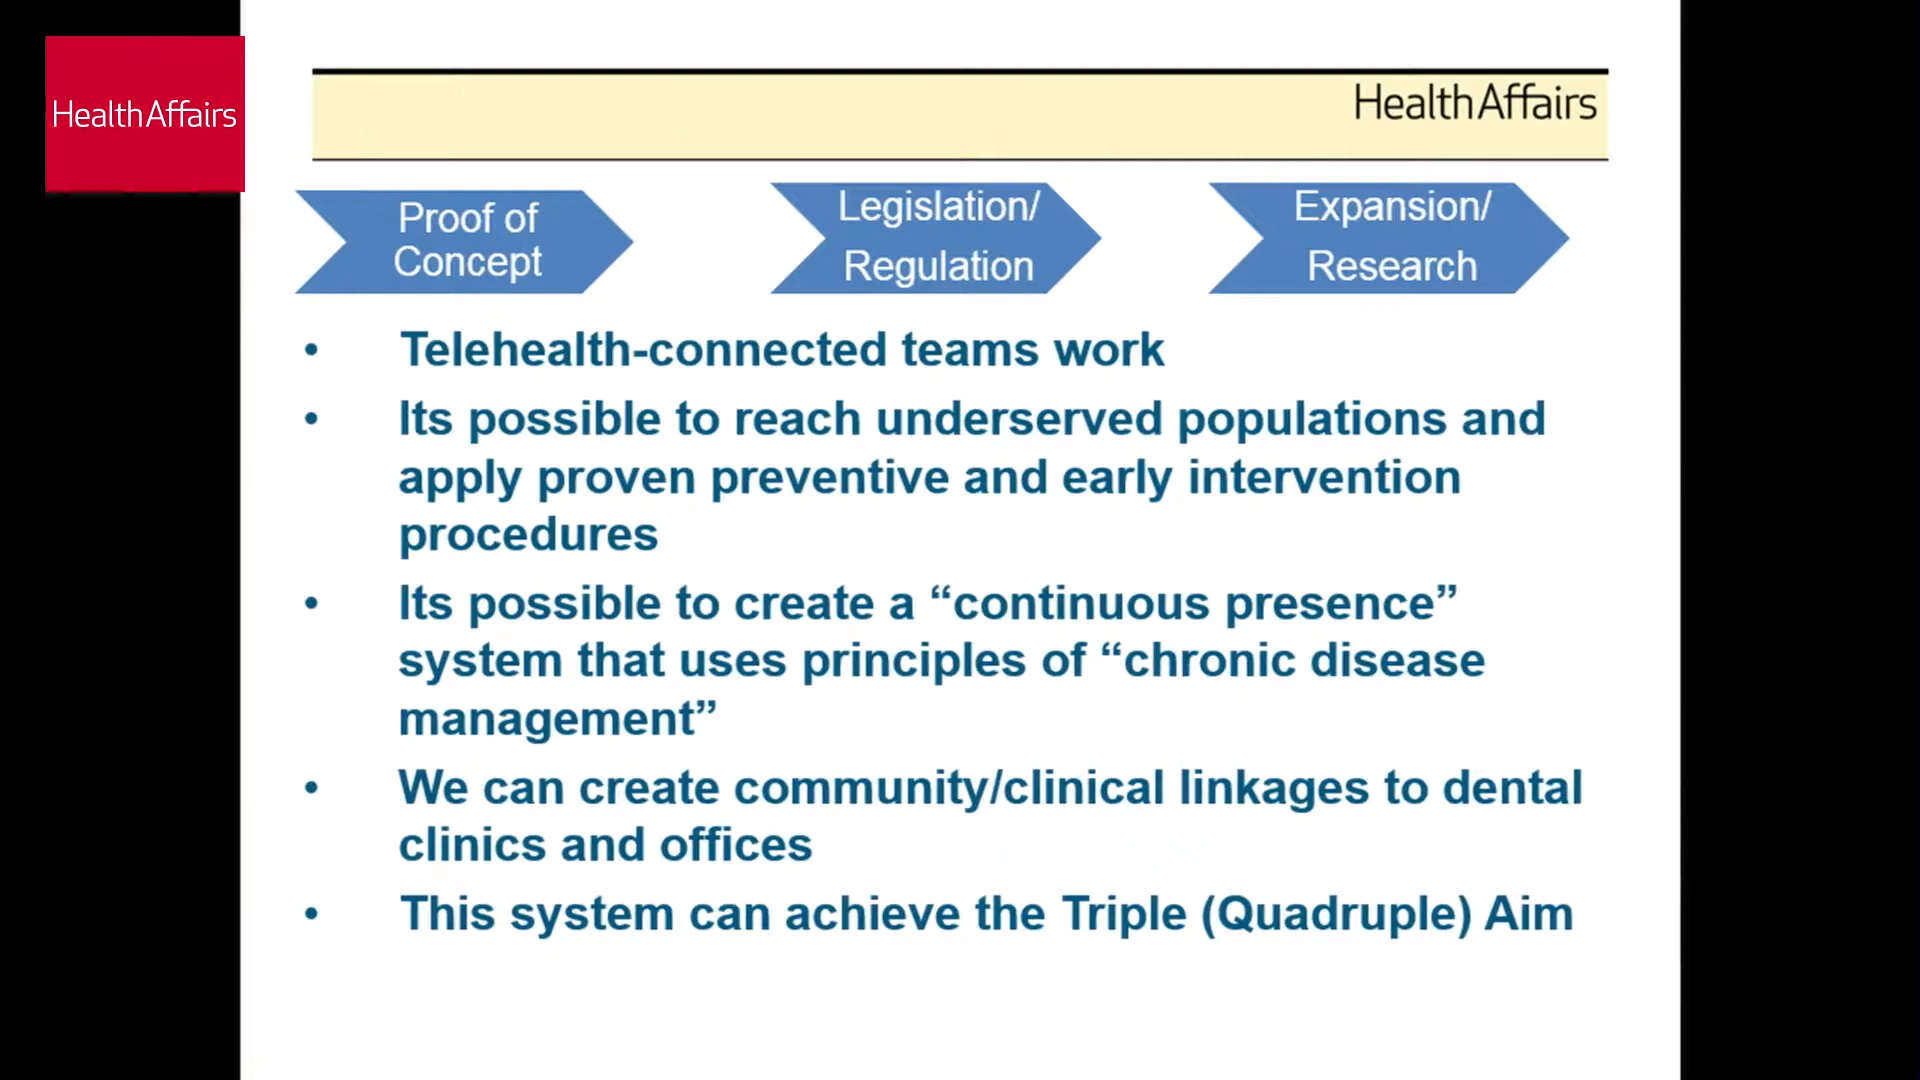 HealthAffairs
HealthAffairs
Proof of
Concept
Legislation/
Regulation
Expansion/
Research
• Telehealth-connected teams work
• Its possible to reach underserved populations and
apply proven preventive and early intervention
procedures
• Its possible to create a “continuous presence”
system that uses principles of “chronic disease
management”
• We can create community/clinical linkages to dental
clinics and offices
• This system can achieve the Triple (Quadruple) Aim